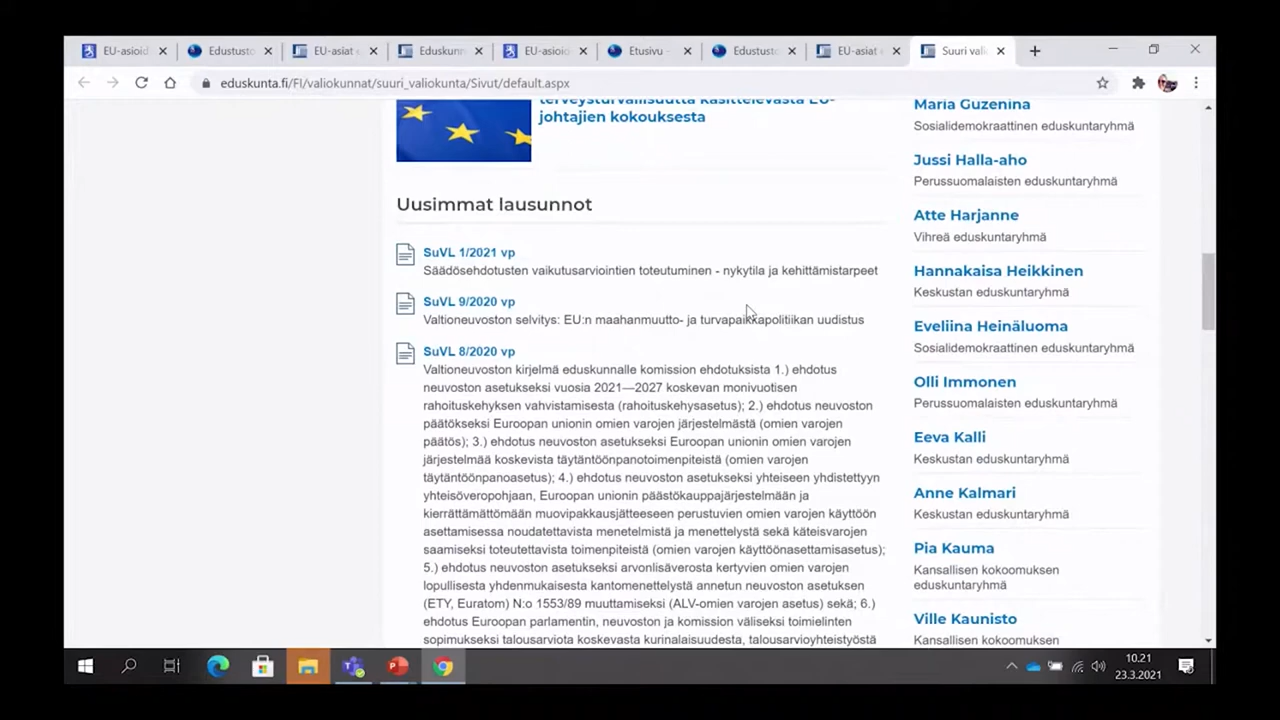 EU-asioid
Edustusto
EU-asiat
Eduskunn
EU-asioid
Etusivu -
Edustusto
EU-asiat
Suuri vali
eduskunta.fi/FI/valiokunnat/suuri_valiokunta/Sivut/default.aspx
terveysturvallisuutta käsittelevästä EU-
johtajien kokouksesta
Uusimmat lausunnot
SuVL 1/2021 vp
Säädösehdotusten vaikutusarviointien toteutuminen - nykytila ja kehittämistarpeet
SuVL 9/2020 vp
Valtioneuvoston selvitys: EU:n maahanmuutto- ja turvapaikkapolitiikan uudistus
SuVL 8/2020 vp
Valtioneuvoston kirjelmä eduskunnalle komission ehdotuksista 1.) ehdotus
neuvoston asetukseksi vuosia 2021—2027 koskevan monivuotisen
rahoituskehyksen vahvistamisesta (rahoituskehysasetus); 2.) ehdotus neuvoston
päätökseksi Euroopan unionin omien varojen järjestelmästä (omien varojen
päätös); 3.) ehdotus neuvoston asetukseksi Euroopan unionin omien varojen
järjestelmää koskevista täytäntöönpanotoimenpiteistä (omien varojen
täytäntöönpanoasetus); 4.) ehdotus neuvoston asetukseksi yhteiseen yhdistettyyn
yhteisöveropohjaan, Euroopan unionin päästökauppajärjestelmään ja
kierrättämättömään muovipakkausjätteeseen perustuvien omien varojen käyttöön
asettamisessa noudatettavista menetelmistä ja menettelystä sekä käteisvarojen
saamiseksi toteutettavista toimenpiteistä (omien varojen käyttöönasettamisasetus);
5.) ehdotus neuvoston asetukseksi arvonlisäverosta kertyvien omien varojen
lopullisesta yhdenmukaisesta kantomenettelystä annetun neuvoston asetuksen
(ETY, Euratom) N:o 1553/89 muuttamiseksi (ALV-omien varojen asetus) sekä; 6.)
ehdotus Euroopan parlamentin, neuvoston ja komission väliseksi toimielinten
sopimukseksi talousarviota koskevasta kurinalaisuudesta, talousarvioyhteistyöstä
Maria Guzenina
Sosialidemokraattinen eduskuntaryhmä
Jussi Halla-aho
Perussuomalaisten eduskuntaryhmä
Atte Harjanne
Vihreä eduskuntaryhmä
Hannakaisa Heikkinen
Keskustan eduskuntaryhmä
Eveliina Heinäluoma
Sosialidemokraattinen eduskuntaryhmä
Olli Immonen
Perussuomalaisten eduskuntaryhmä
Eeva Kalli
Keskustan eduskuntaryhmä
Anne Kalmari
Keskustan eduskuntaryhmä
Pia Kauma
Kansallisen kokoomuksen
eduskuntaryhmä
Ville Kaunisto
Kansallisen kokoomuksen
10.21
23.3.2021